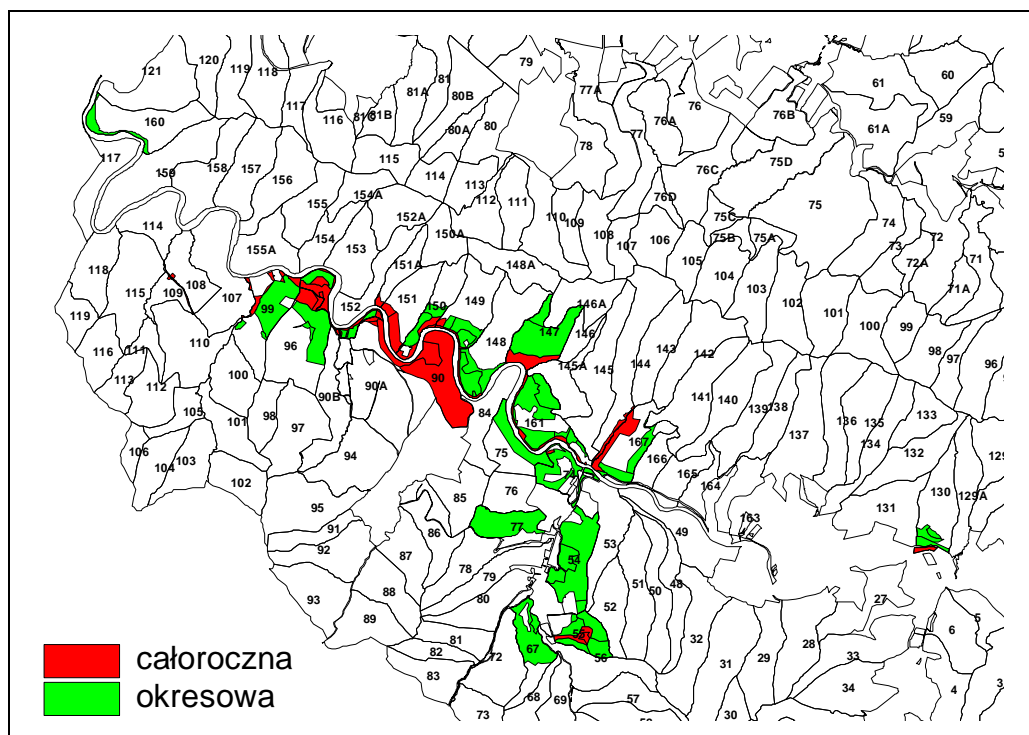 121 120 119 118 81 79 61 60
117 116 81C 81B 81A 80B 77A 76 76B 59
160 80A 80 77 76A 61A
117 159 158 157 156 115 114 113 112 111 78 76C 75D
155 154A 152A 110 109 76D 75C 75 74
114 155A 154 153 150A 108 107 106 75B 75A 73 72
118 115 109 108 107 151A 148A 105 104 103 102 72A 71 71A
119 99 152 151 150 149 146A 101 100 99
116 111 110 96 148 147 146 143 142 98 97 96
113 112 100 90B 90A 90 145A 145 144 141 140 139 138
105 98 97 84 161 137 136 135 134 133
106 104 103 101 94 75 74 167 166 132
102 95 85 76 165 164 131 130 129A 129
91 92 86 77 163
87 78 54 53 49
93 88 79 80 51 50 48 27
89 52 6 5
81 82 72 67 55 56 32 28 33
83 31 29 34 4 3
całoroczna
okresowa
73 68 69 57 30